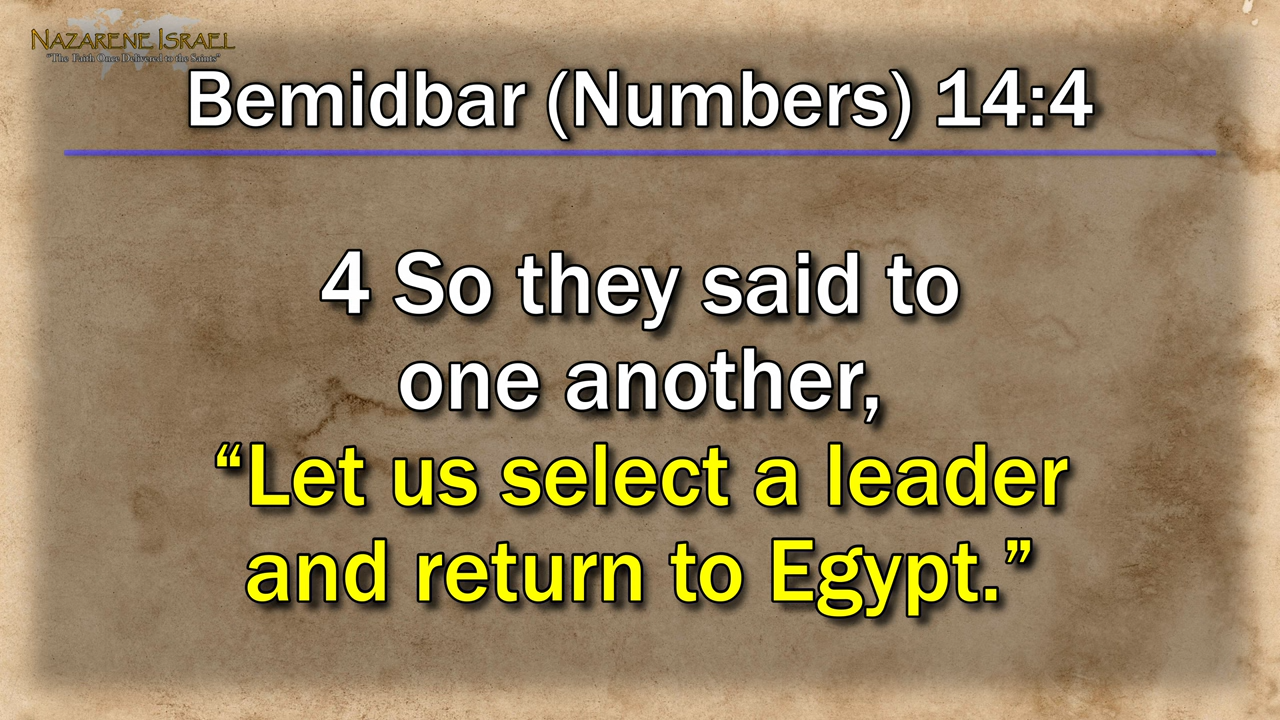 NAZARENE ISRAEL
"The Faith Once Delivered to the Saints"
Bemidbar (Numbers) 14:4
4 So they said to
one another,
“Let us select a leader
and return to Egypt.”